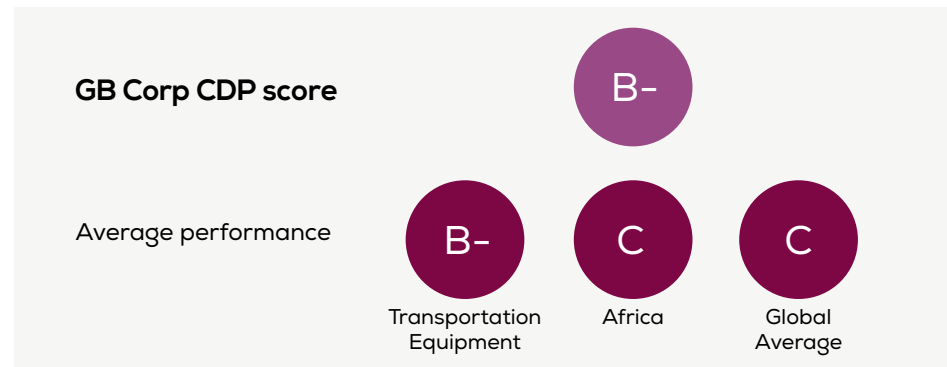 GB Corp CDP score
B-
Average performance
B-
C
C
Transportation
Equipment
Africa
Global
Average